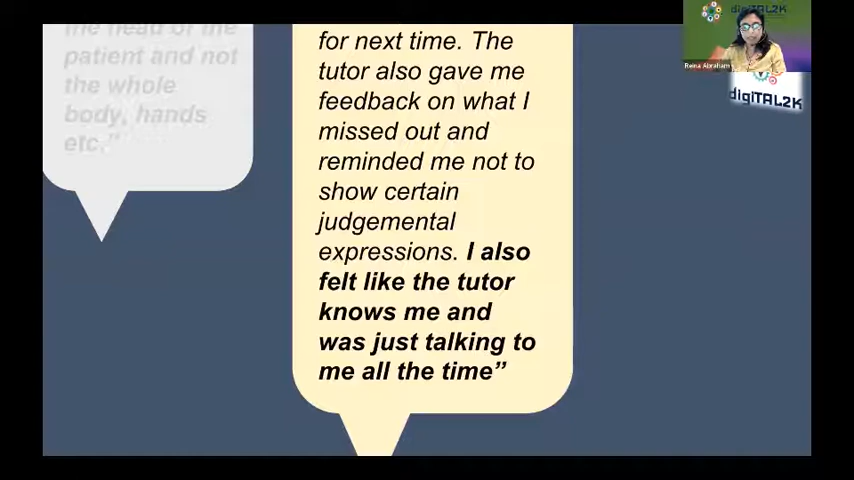 the head of the
patient and not
the whole
body, hands
etc.”
for next time. The
tutor also gave me
feedback on what I
missed out and
reminded me not to
show certain
judgemental
expressions. I also
felt like the tutor
knows me and
was just talking to
me all the time”
digiTAL2K
Reina Abraham
digiTAL2K